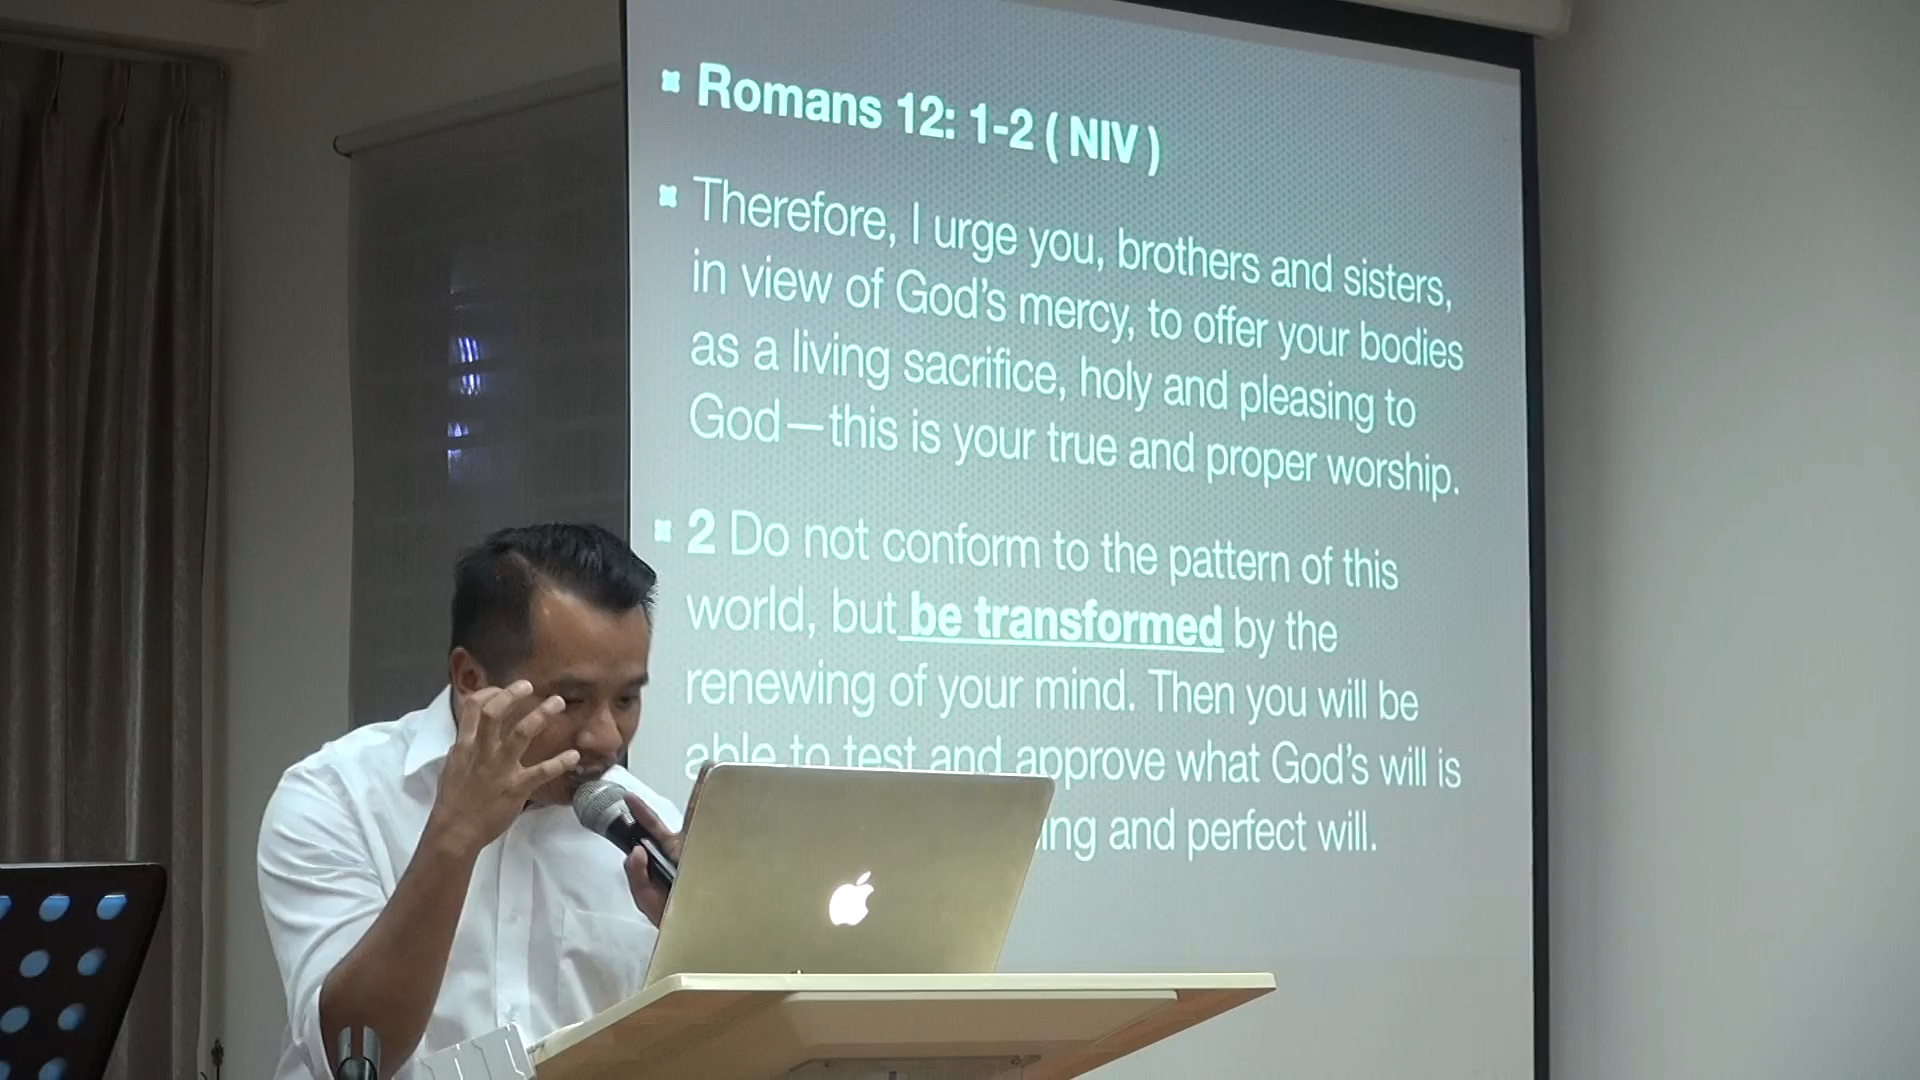 Romans 12: 1-2 ( NIV )
Therefore, I urge you, brothers and sisters,
in view of God's mercy, to offer your bodies
as a living sacrifice, holy and pleasing to
God—this is your true and proper worship.
2 Do not conform to the pattern of this
world, but be transformed by the
renewing of your mind. Then you will be
able to test and approve what God's will is
and perfect will.